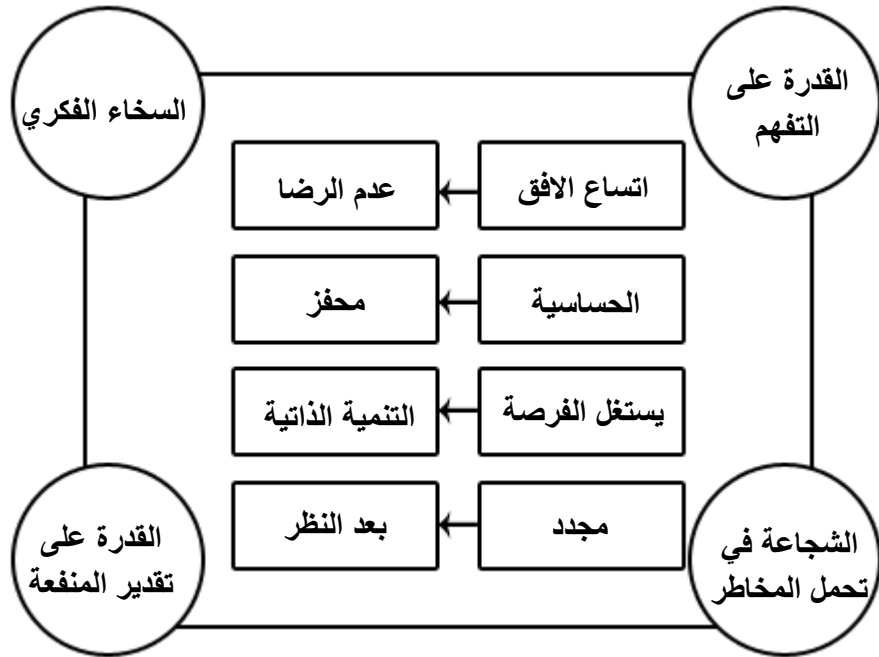 القدرة على
التفهم
السخاء الفكري
اتساع الافق
عدم الرضا
الحساسية
محفز
يستغل الفرصة
التنمية الذاتية
مجدد
بعد النظر
الشجاعة في
تحمل المخاطر
القدرة على
تقدير المنفعة